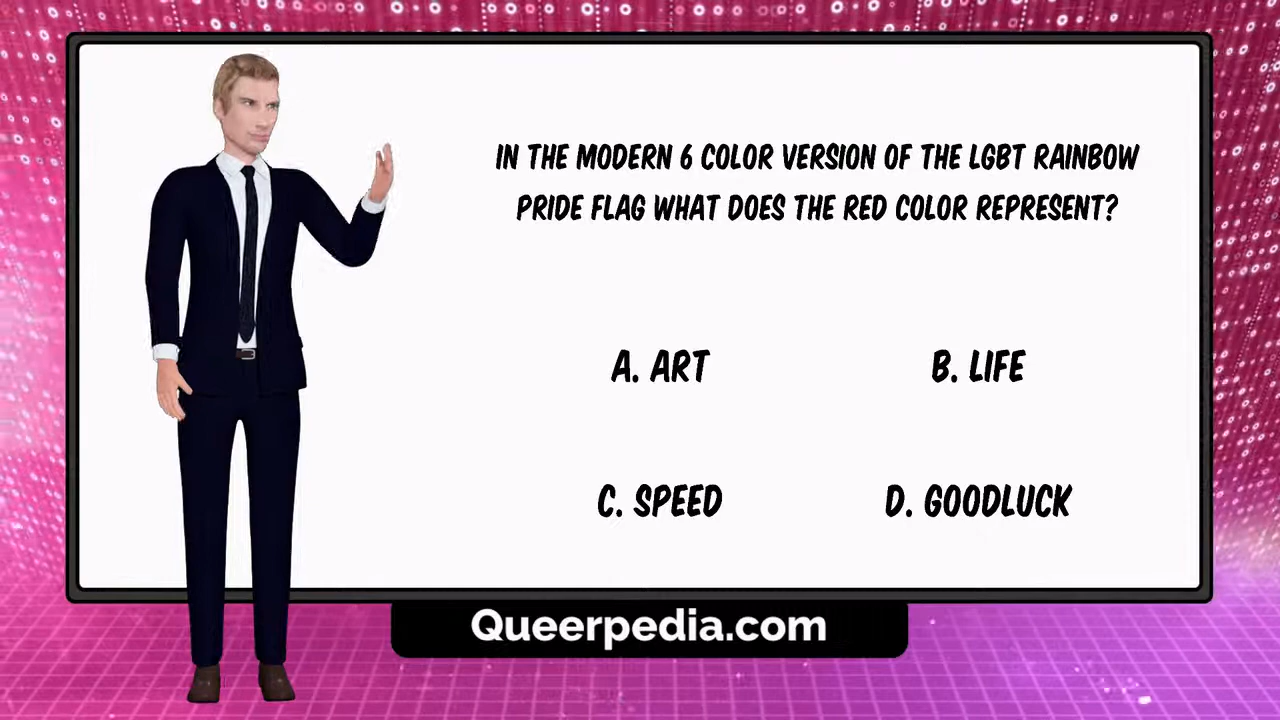 IN THE MODERN 6 COLOR VERSION OF THE LGBT RAINBOW
PRIDE FLAG WHAT DOES THE RED COLOR REPRESENT?
A. ART
B. LIFE
C. SPEED
D. GOODLUCK
Queerpedia.com